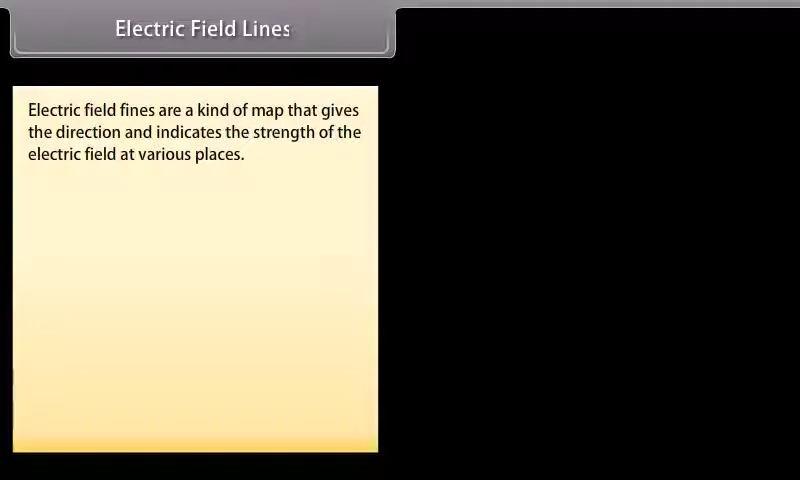 Electric Field Lines
Electric field fines are a kind of map that gives
the direction and indicates the strength of the
electric field at various places.